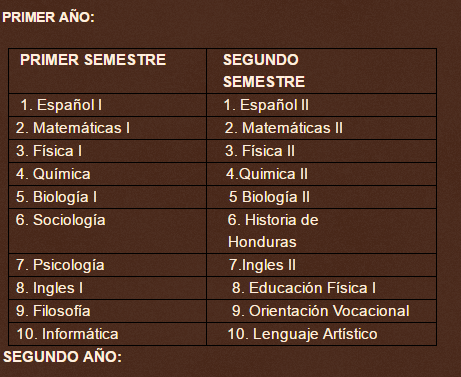 PRIMER AÑO:
PRIMER SEMESTRE SEGUNDO
SEMESTRE
1. Español I 1. Español II
2. Matemáticas I 2. Matemáticas II
3. Física I 3. Física II
4. Química 4.Quimica II
5. Biología I 5 Biología II
6. Sociología 6. Historia de
Honduras
7. Psicología 7.Ingles II
8. Ingles I 8. Educación Física I
9. Filosofía 9. Orientación Vocacional
10. Informática 10. Lenguaje Artístico
SEGUNDO AÑO: